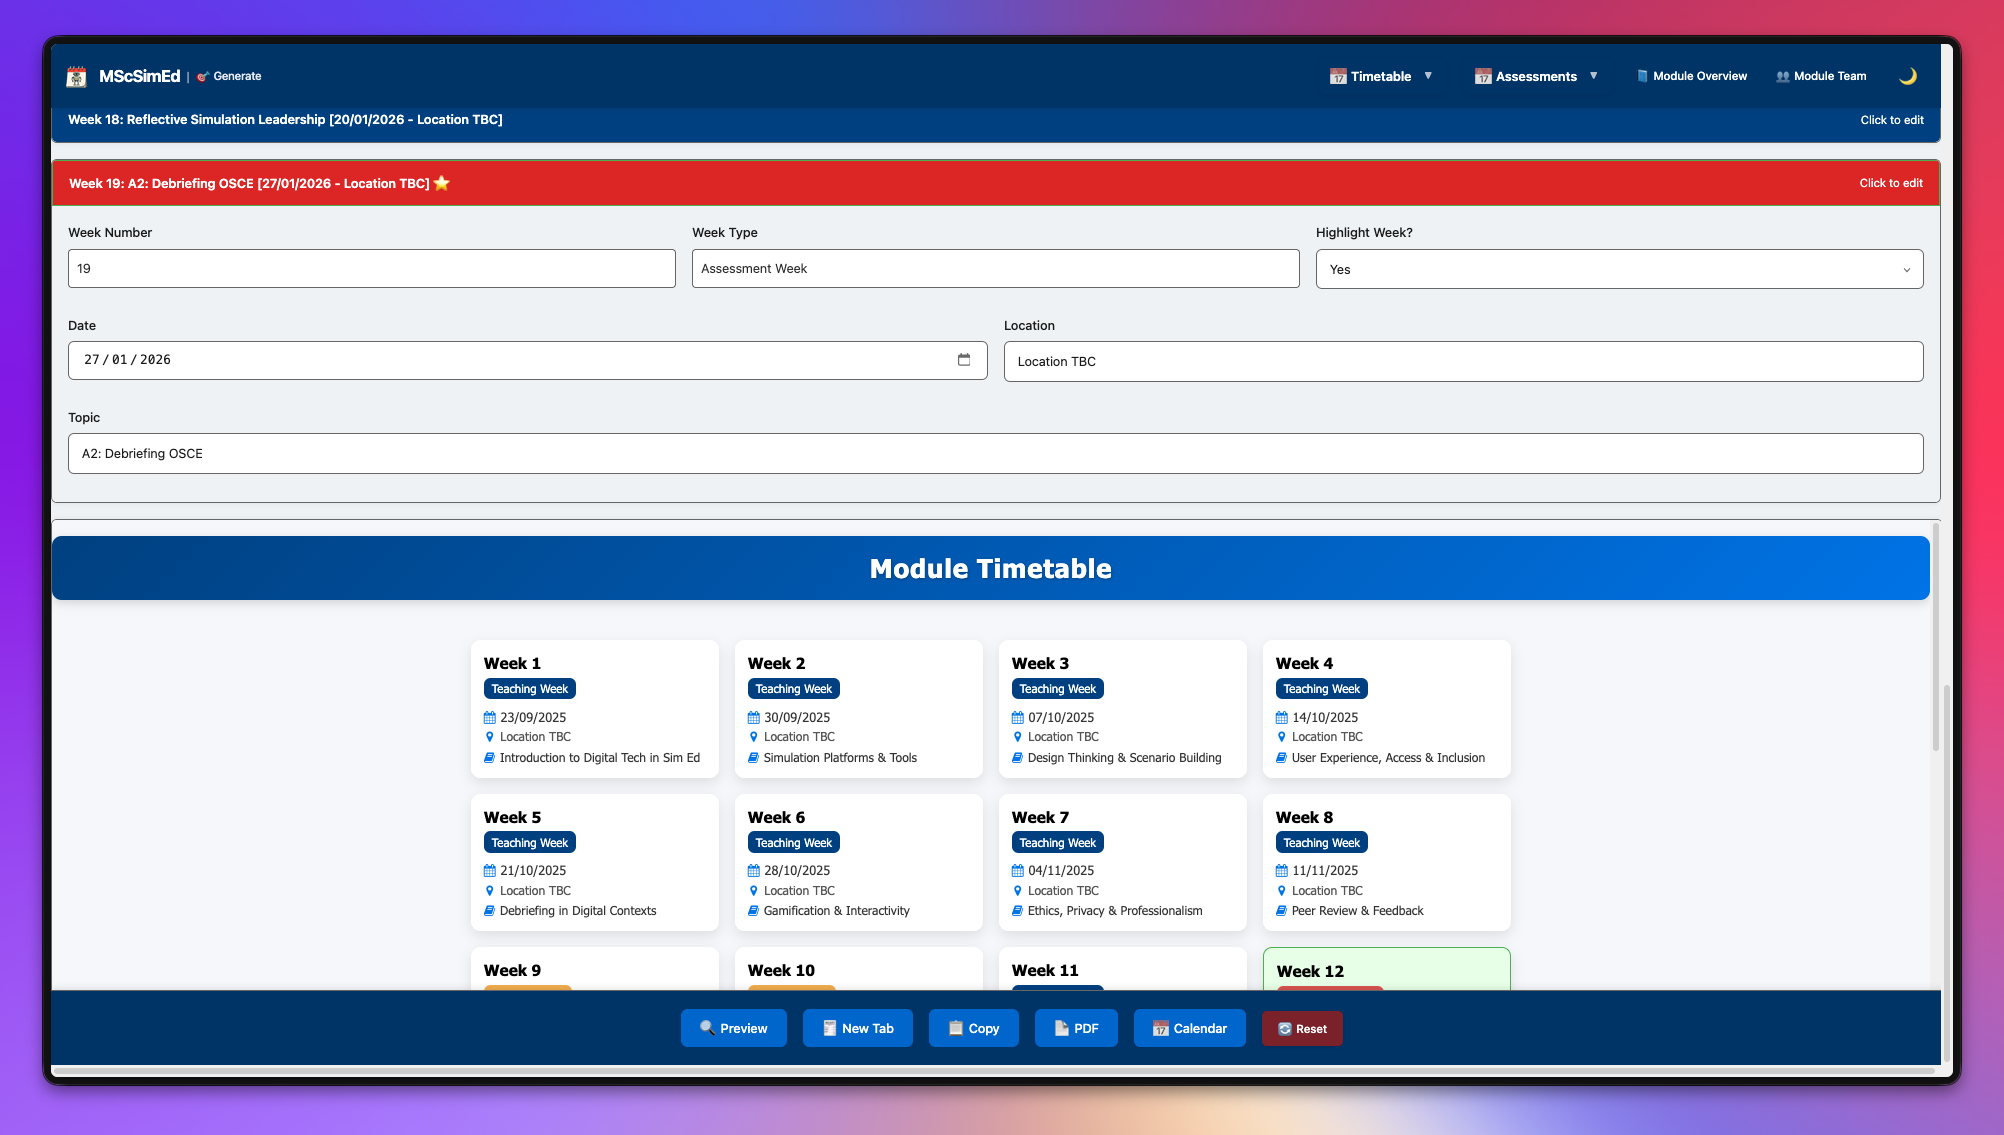 MScSimEd | Generate
Timetable ▼
Assessments ▼
Module Overview
Module Team
Week 18: Reflective Simulation Leadership [20/01/2026 - Location TBC]
Click to edit
Week 19: A2: Debriefing OSCE [27/01/2026 - Location TBC]
Click to edit
Week Number
Week Type
Highlight Week?
19
Assessment Week
Yes
Date
Location
27/01/2026
Location TBC
Topic
A2: Debriefing OSCE
Module Timetable
Week 1
Teaching Week
23/09/2025
Location TBC
Introduction to Digital Tech in Sim Ed
Week 2
Teaching Week
30/09/2025
Location TBC
Simulation Platforms & Tools
Week 3
Teaching Week
07/10/2025
Location TBC
Design Thinking & Scenario Building
Week 4
Teaching Week
14/10/2025
Location TBC
User Experience, Access & Inclusion
Week 5
Teaching Week
21/10/2025
Location TBC
Debriefing in Digital Contexts
Week 6
Teaching Week
28/10/2025
Location TBC
Gamification & Interactivity
Week 7
Teaching Week
04/11/2025
Location TBC
Ethics, Privacy & Professionalism
Week 8
Teaching Week
11/11/2025
Location TBC
Peer Review & Feedback
Week 9
Week 10
Week 11
Week 12
Preview
New Tab
Copy
PDF
Calendar
Reset